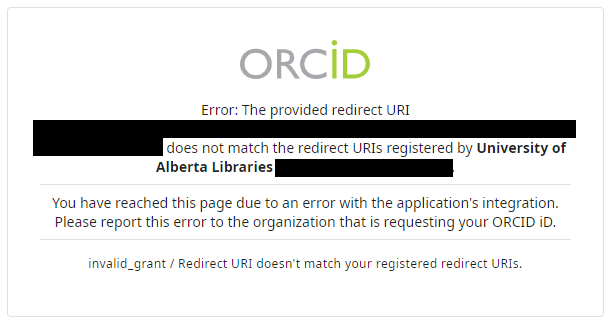 ORCiD
Error: The provided redirect URI
does not match the redirect URIs registered by University of
Alberta Libraries .
You have reached this page due to an error with the application's integration.
Please report this error to the organization that is requesting your ORCID iD.
invalid_grant / Redirect URI doesn't match your registered redirect URIs.